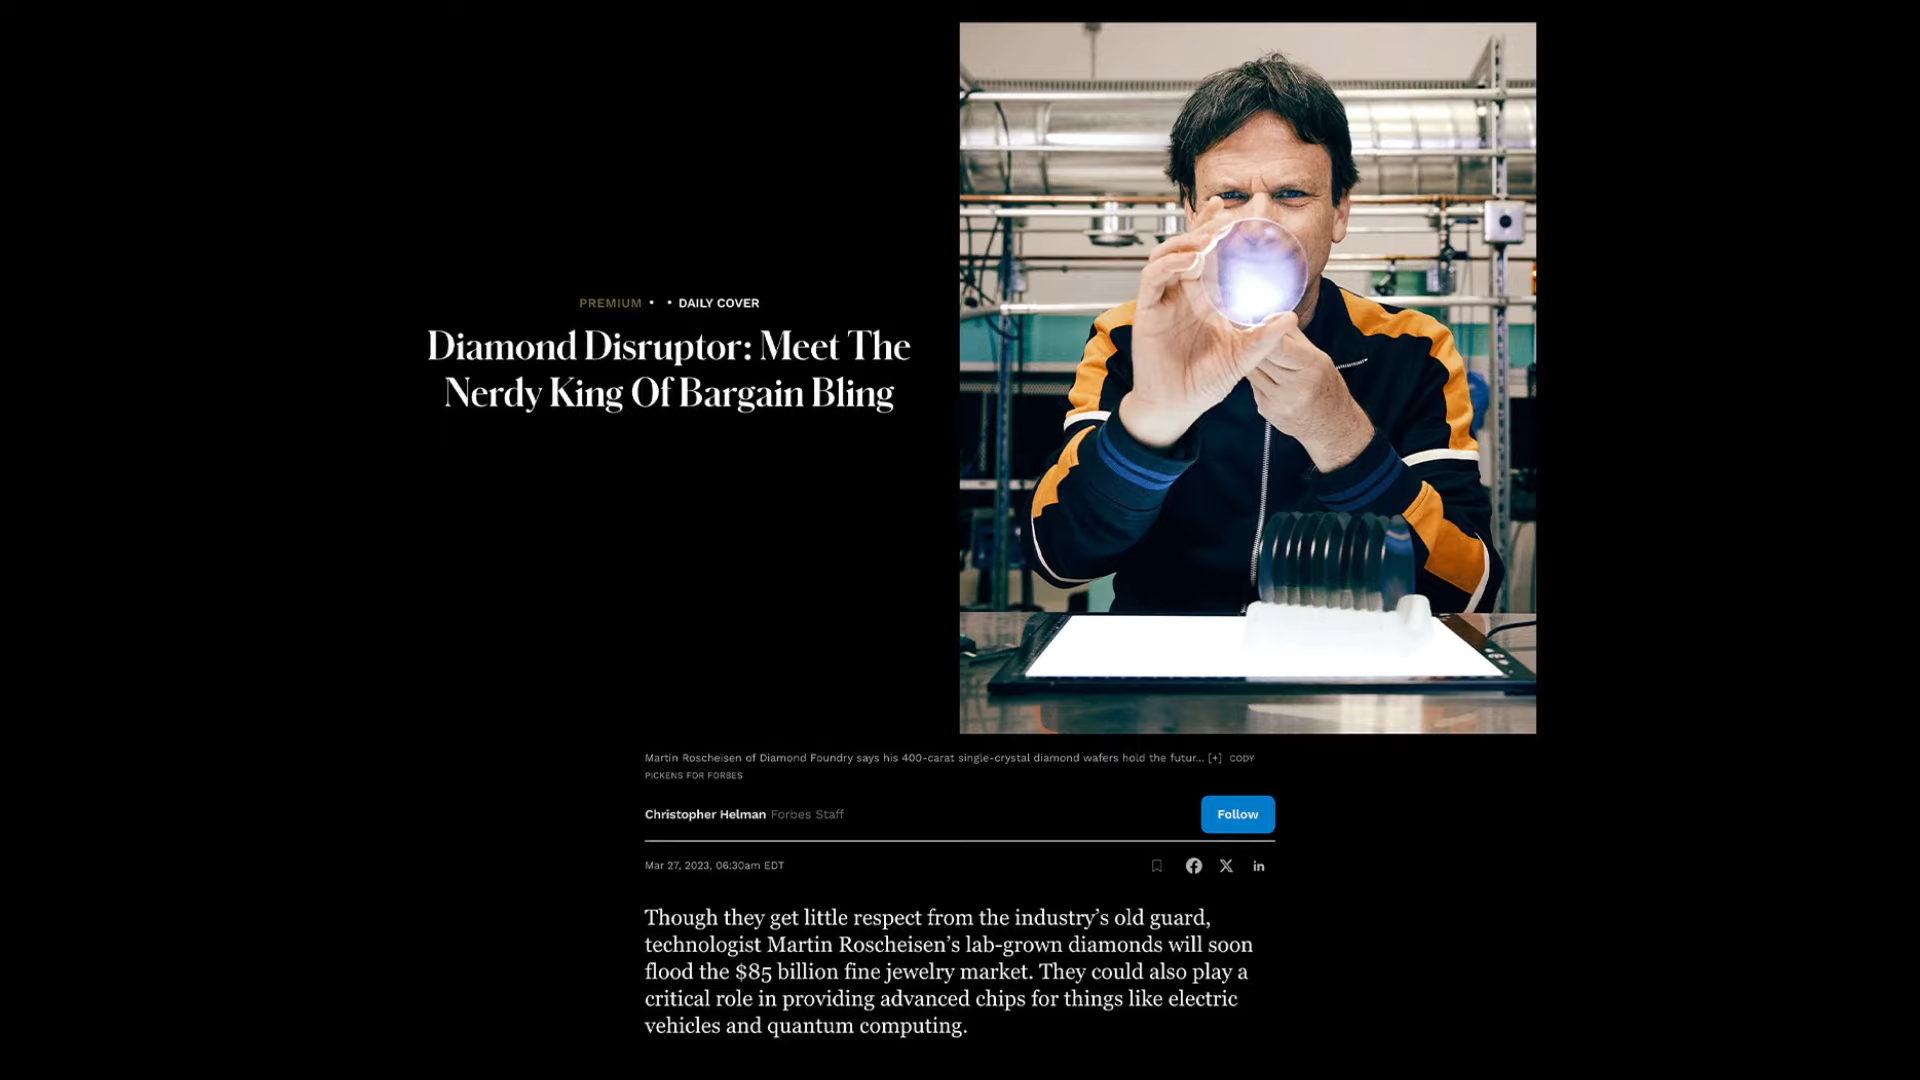 PREMIUM • • DAILY COVER
Diamond Disruptor: Meet The
Nerdy King Of Bargain Bling
Martin Roscheisen of Diamond Foundry says his 400-carat single-crystal diamond wafers hold the futur... [+] CODY
PICKENS FOR FORBES
Christopher Helman Forbes Staff
Follow
Mar 27, 2023, 06:30am EDT
Though they get little respect from the industry’s old guard,
technologist Martin Roscheisen’s lab-grown diamonds will soon
flood the $85 billion fine jewelry market. They could also play a
critical role in providing advanced chips for things like electric
vehicles and quantum computing.